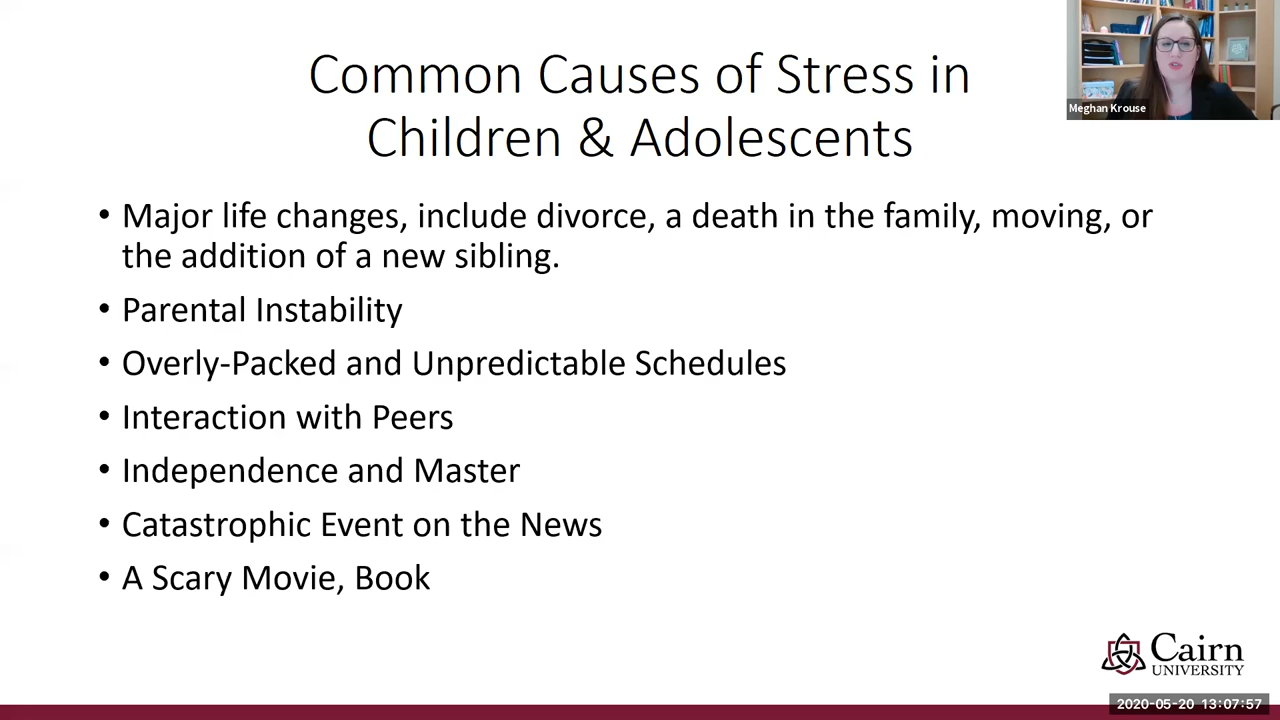 Common Causes of Stress in
Children & Adolescents
• Major life changes, include divorce, a death in the family, moving, or
the addition of a new sibling.
• Parental Instability
• Overly-Packed and Unpredictable Schedules
• Interaction with Peers
• Independence and Master
• Catastrophic Event on the News
• A Scary Movie, Book
Meghan Krouse
Cairn
UNIVERSITY
2020-05-20 13:07:57